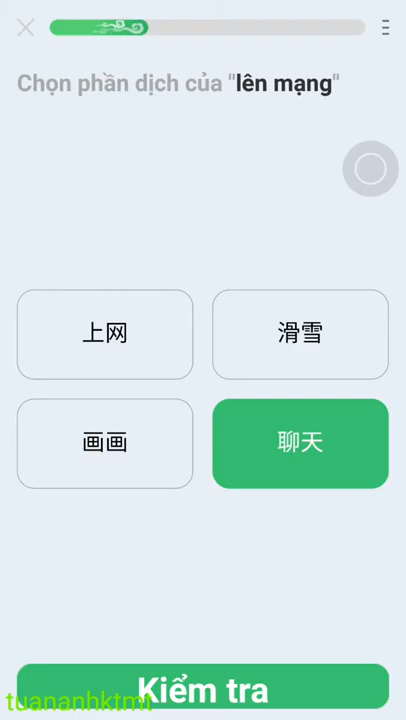 Chọn phần dịch của "lên mạng"
上网
滑雪
画画
聊天
Kiểm tra
tuananhktmt